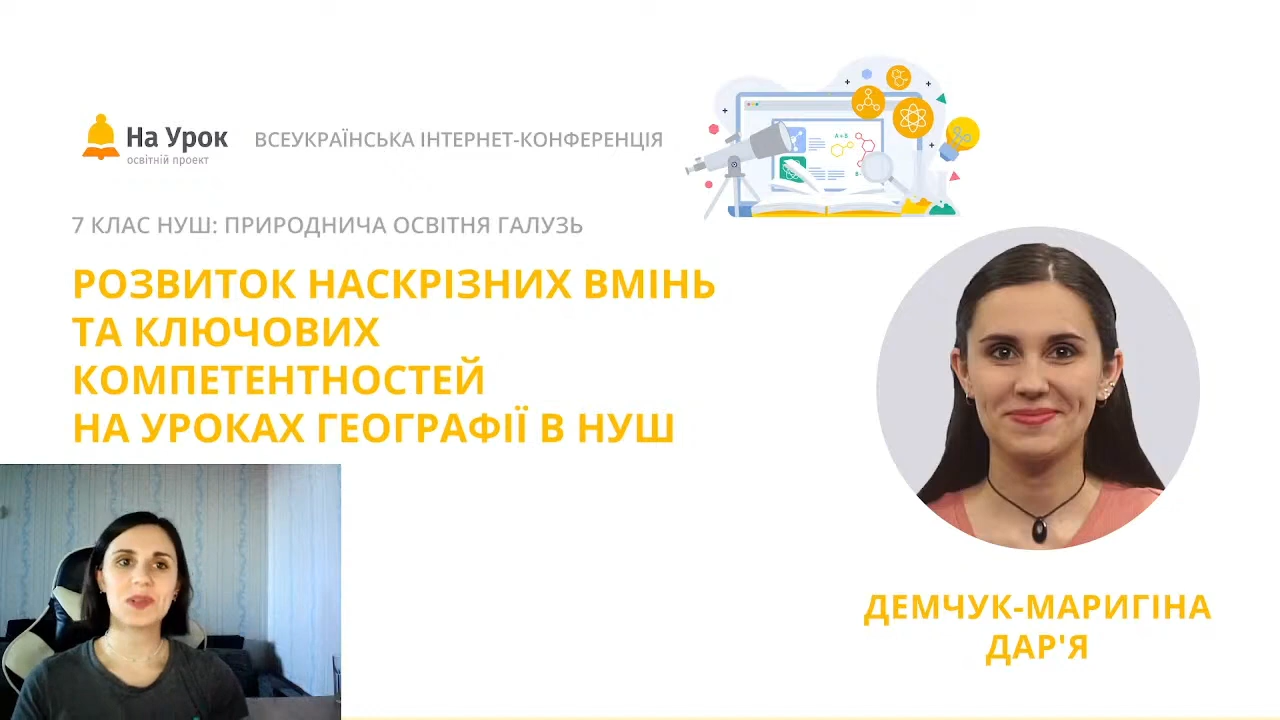 На Урок
освітній проект
ВСЕУКРАЇНСЬКА ІНТЕРНЕТ-КОНФЕРЕНЦІЯ
7 КЛАС НУШ: ПРИРОДНИЧА ОСВІТНЯ ГАЛУЗЬ
РОЗВИТОК НАСКРІЗНИХ ВМІНЬ
ТА КЛЮЧОВИХ
КОМПЕТЕНТНОСТЕЙ
НА УРОКАХ ГЕОГРАФІЇ В НУШ
ДЕМЧУК-МАРИГІНА
ДАР'Я